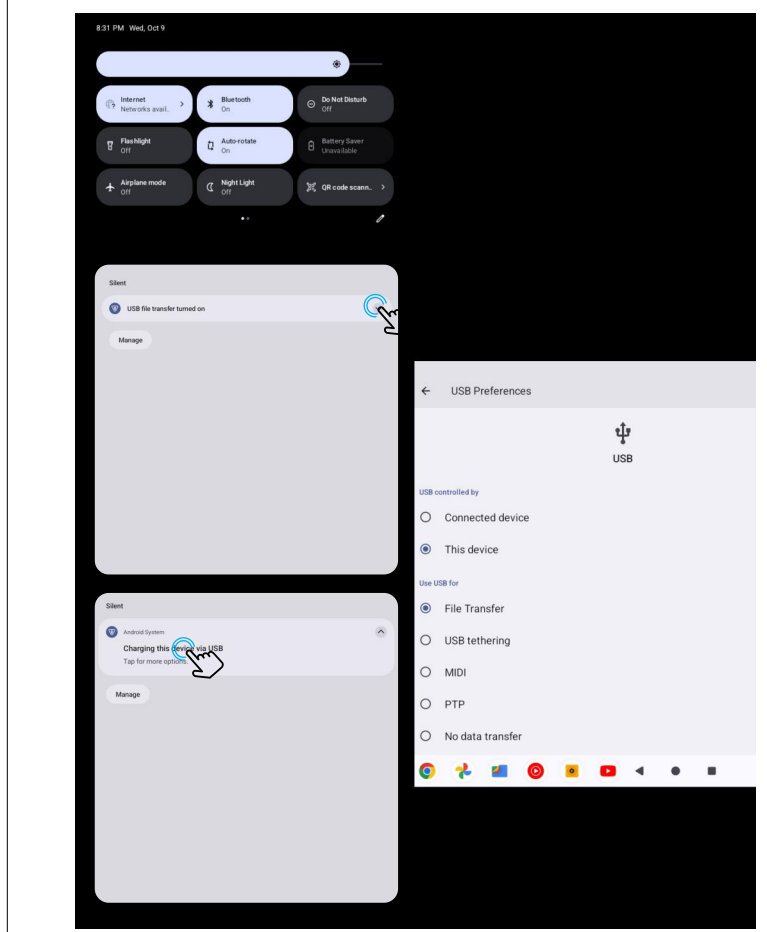 8:31 PM Wed, Oct 9
Internet
Networks avail..
Bluetooth
On
Do Not Disturb
Off
Flashlight
Off
Auto-rotate
On
Battery Saver
Unavailable
Airplane mode
Off
Night Light
Off
QR code scann..
Silent
USB file transfer turned on
Manage
Silent
Android System
Charging this device via USB
Tap for more options.
Manage
USB Preferences
USB
USB controlled by
Connected device
This device
Use USB for
File Transfer
USB tethering
MIDI
PTP
No data transfer